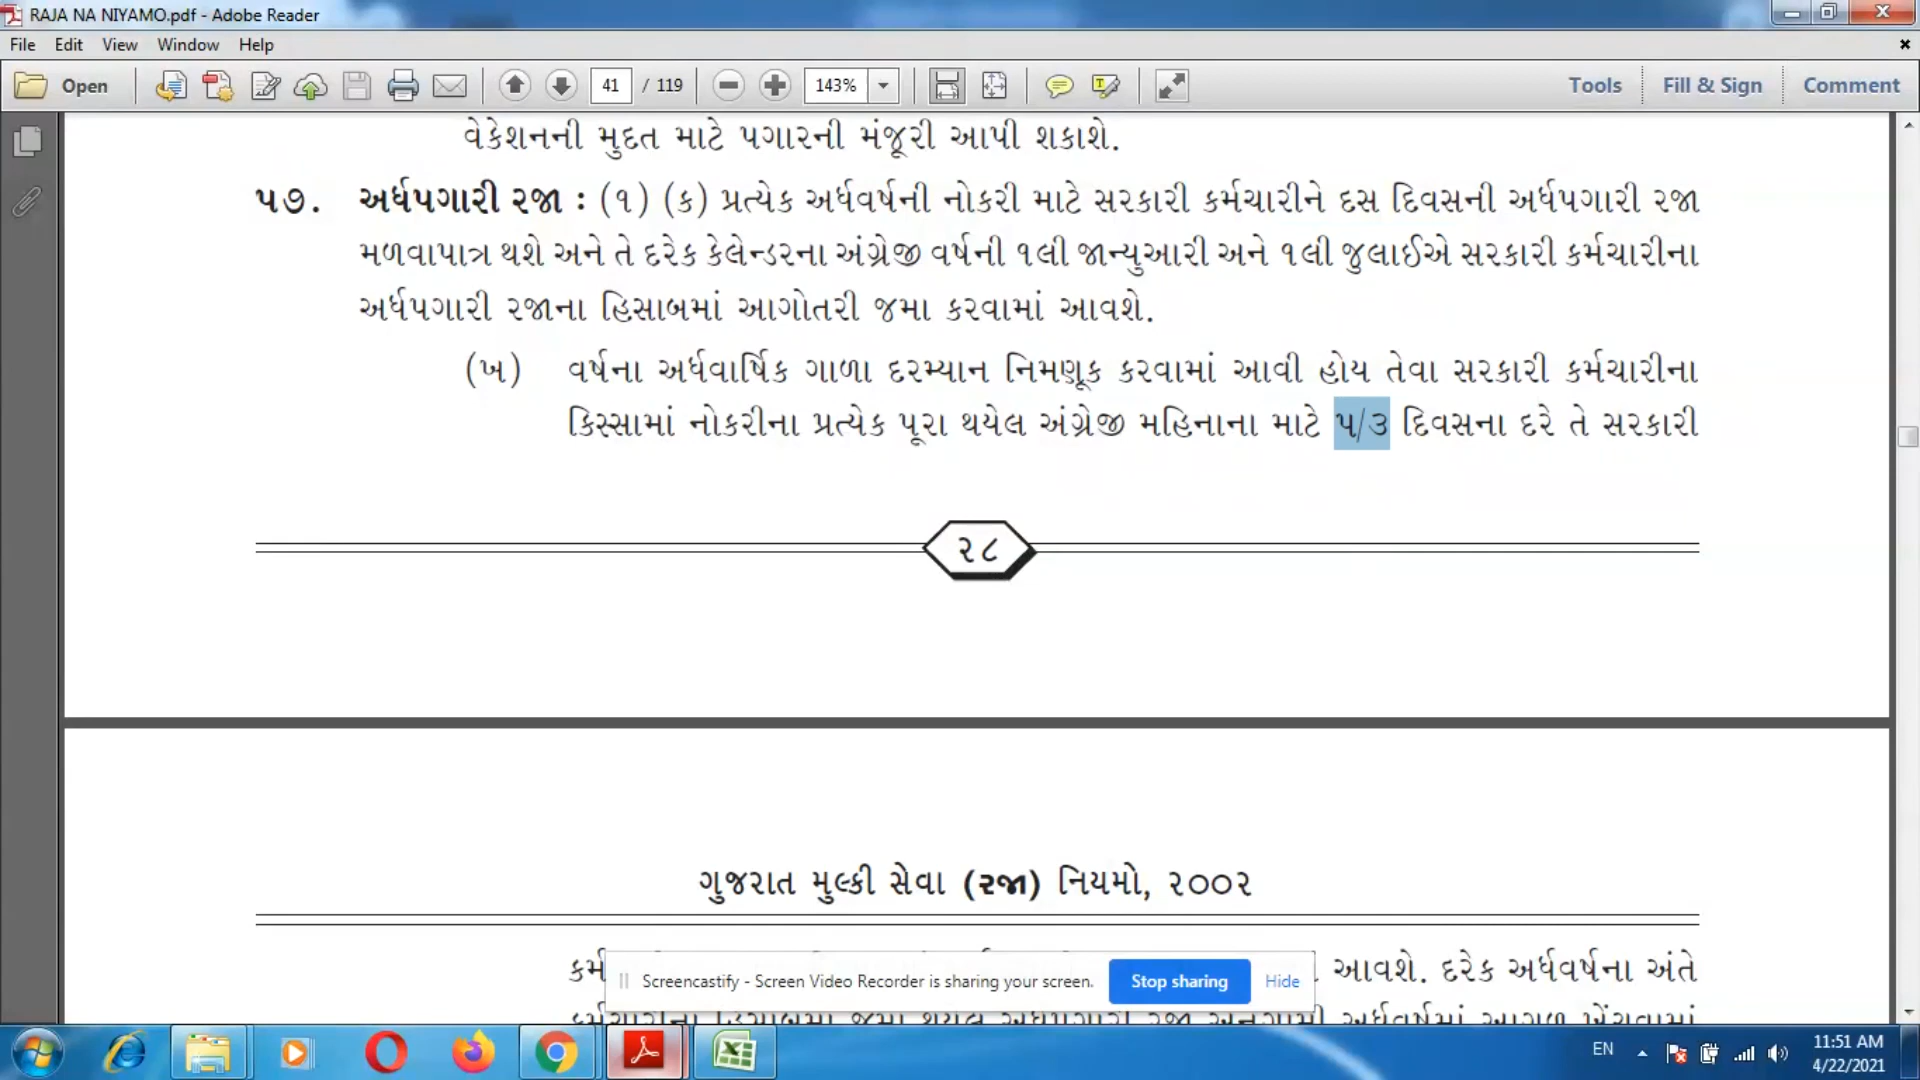 RAJA NA NIYAMO.pdf - Adobe Reader
File Edit View Window Help
Open 41 / 119 143% Tools Fill & Sign Comment
વેકેશનની મુદત માટે પગારની મંજૂરી આપી શકાશે.
૫૭. અર્ધપગારી રજા : (૧) (ક) પ્રત્યેક અર્ધવર્ષની નોકરી માટે સરકારી કર્મચારીને દસ દિવસની અર્ધપગારી રજા
મળવાપાત્ર થશે અને તે દરેક કેલેન્ડરના અંગ્રેજી વર્ષની ૧લી જાન્યુઆરી અને ૧લી જુલાઈએ સરકારી કર્મચારીના
અર્ધપગારી રજાના હિસાબમાં આગોતરી જમા કરવામાં આવશે.
(ખ) વર્ષના અર્ધવાર્ષિક ગાળા દરમ્યાન નિમણૂક કરવામાં આવી હોય તેવા સરકારી કર્મચારીના
કિસ્સામાં નોકરીના પ્રત્યેક પૂરા થયેલ અંગ્રેજી મહિનાના માટે ૫/૩ દિવસના દરે તે સરકારી
૨૮
ગુજરાત મુલ્કી સેવા (રજા) નિયમો, ૨૦૦૨
આવશે. દરેક અર્ધવર્ષના અંતે
Screencastify - Screen Video Recorder is sharing your screen. Stop sharing Hide
EN 11:51 AM
4/22/2021